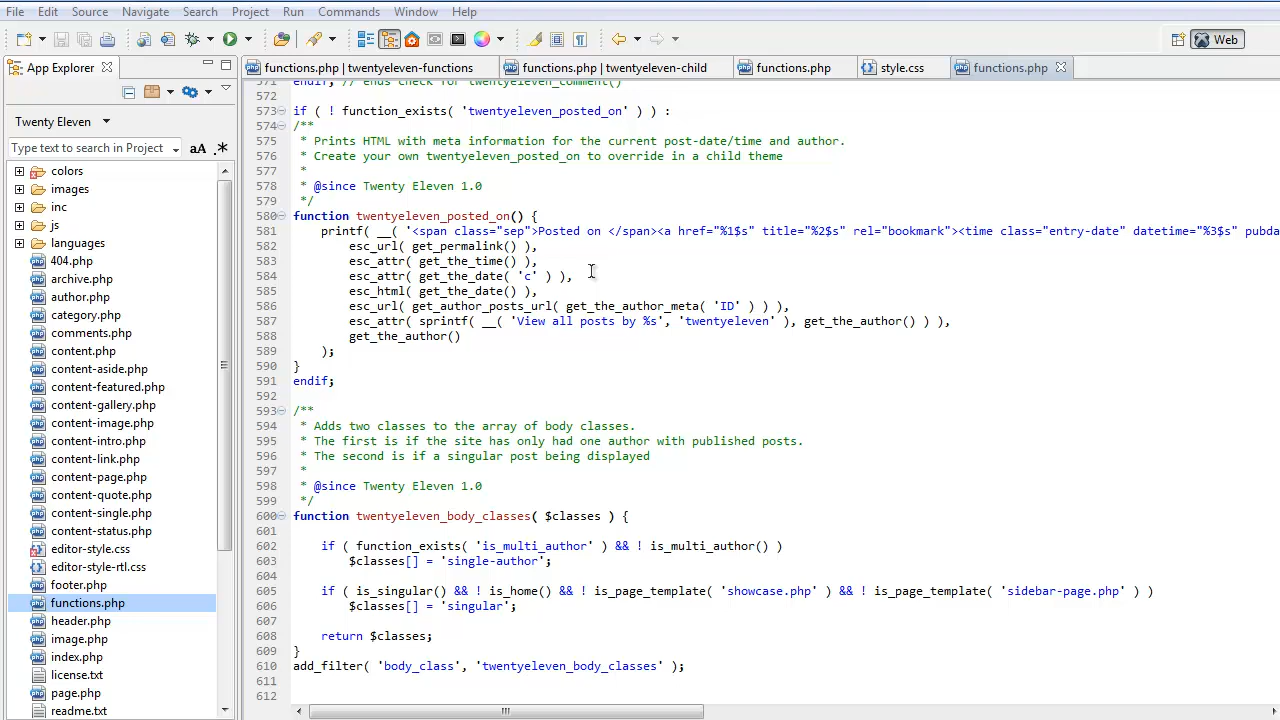 File Edit Source Navigate Search Project Run Commands Window Help
Web
App Explorer
functions.php | twentyeleven-functions
functions.php | twentyeleven-child
functions.php
style.css
functions.php
Twenty Eleven
Type text to search in Project
aA .*
colors
images
inc
js
languages
404.php
archive.php
author.php
category.php
comments.php
content.php
content-aside.php
content-featured.php
content-gallery.php
content-image.php
content-intro.php
content-link.php
content-page.php
content-quote.php
content-single.php
content-status.php
editor-style.css
editor-style-rtl.css
footer.php
functions.php
header.php
image.php
index.php
license.txt
page.php
readme.txt
571 endif; // ends check for twentyeleven_comment()
572
573 if ( ! function_exists( 'twentyeleven_posted_on' ) ) :
574 /**
575 * Prints HTML with meta information for the current post-date/time and author.
576 * Create your own twentyeleven_posted_on to override in a child theme
577 *
578 * @since Twenty Eleven 1.0
579 */
580 function twentyeleven_posted_on() {
581 printf( __( '<span class="sep">Posted on </span><a href="%1$s" title="%2$s" rel="bookmark"><time class="entry-date" datetime="%3$s" pubda
582 esc_url( get_permalink() ),
583 esc_attr( get_the_time() ),
584 esc_attr( get_the_date( 'c' ) ),
585 esc_html( get_the_date() ),
586 esc_url( get_author_posts_url( get_the_author_meta( 'ID' ) ) ),
587 esc_attr( sprintf( __( 'View all posts by %s', 'twentyeleven' ), get_the_author() ) ),
588 get_the_author()
589 );
590 }
591 endif;
592
593 /**
594 * Adds two classes to the array of body classes.
595 * The first is if the site has only had one author with published posts.
596 * The second is if a singular post being displayed
597 *
598 * @since Twenty Eleven 1.0
599 */
600 function twentyeleven_body_classes( $classes ) {
601
602 if ( function_exists( 'is_multi_author' ) && ! is_multi_author() )
603 $classes[] = 'single-author';
604
605 if ( is_singular() && ! is_home() && ! is_page_template( 'showcase.php' ) && ! is_page_template( 'sidebar-page.php' ) )
606 $classes[] = 'singular';
607
608 return $classes;
609 }
610 add_filter( 'body_class', 'twentyeleven_body_classes' );
611
612